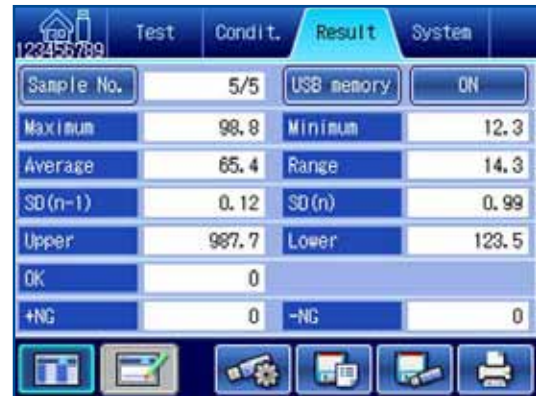 123456789 Test Condit. Result System
Sample No. 5/5 USB memory ON
Maximum 98.8 Minimum 12.3
Average 65.4 Range 14.3
SD(n-1) 0.12 SD(n) 0.99
Upper 987.7 Lower 123.5
OK 0
+NG 0 -NG 0